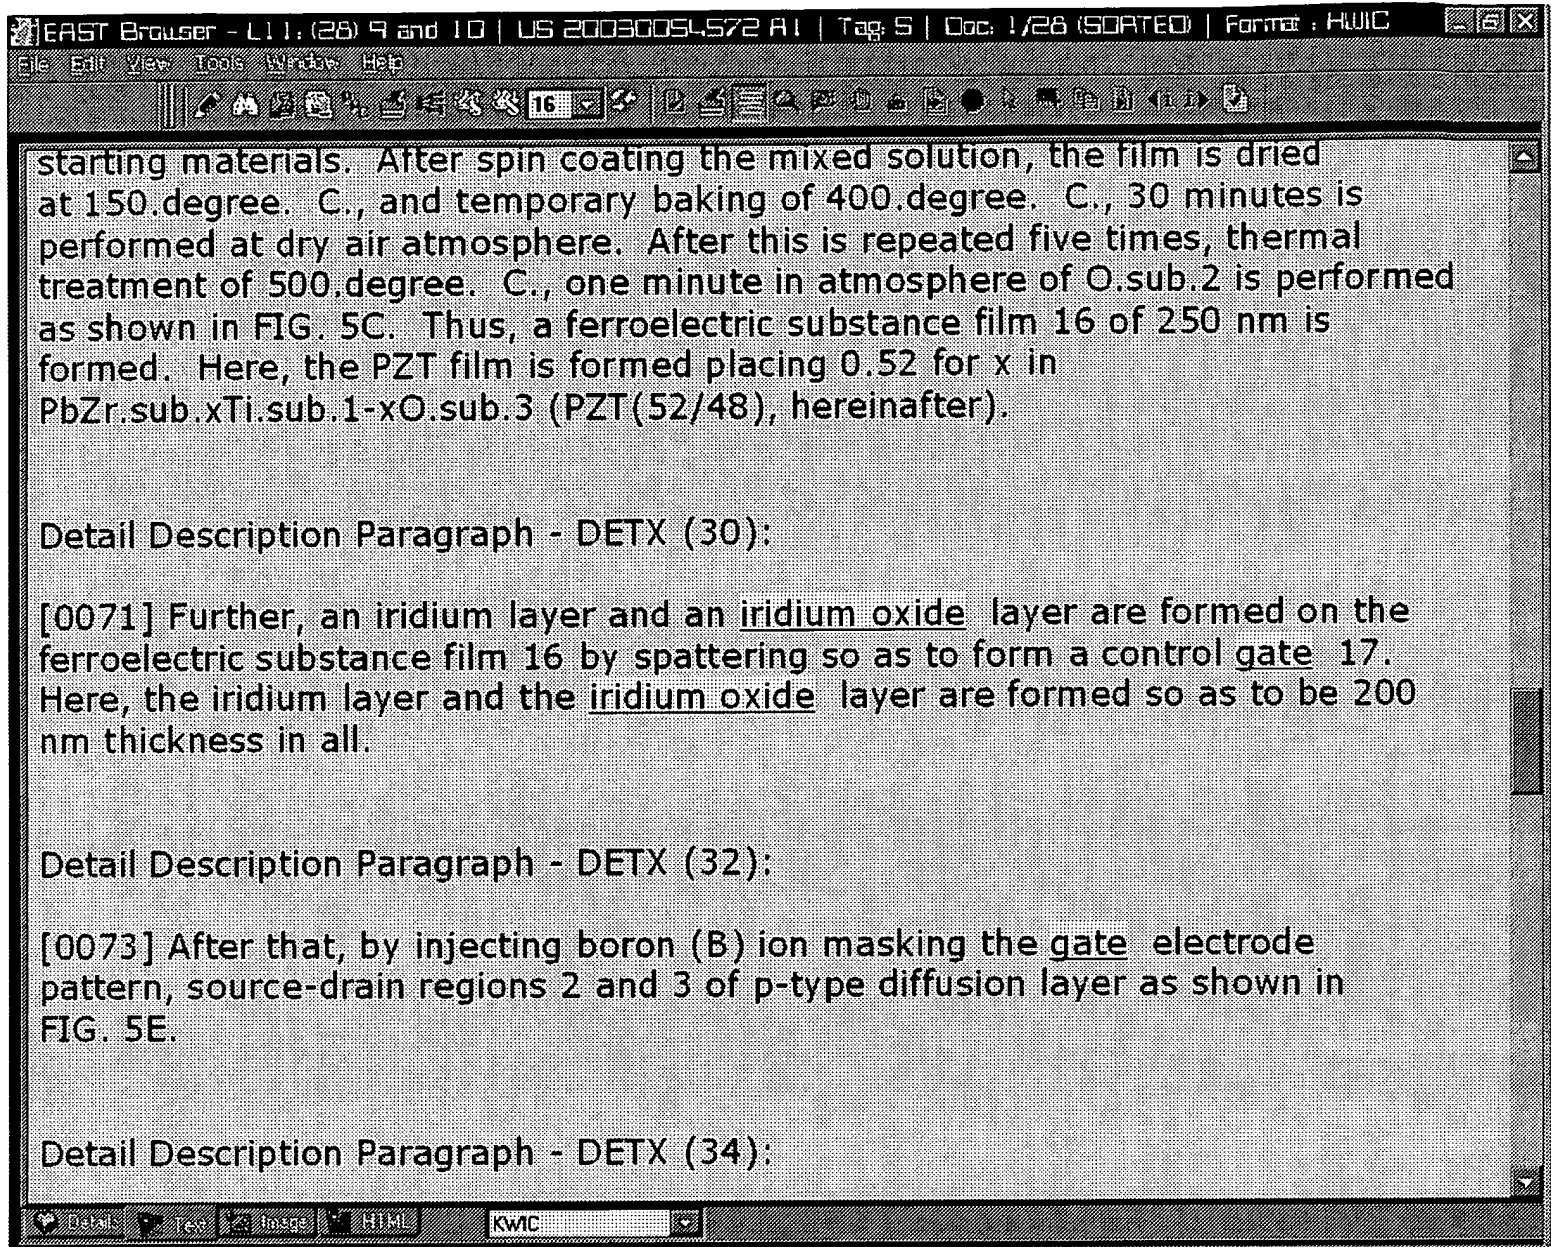 EAST Browser - L11: (28) 9 and 10 | US 20030054572 A1 | Tag: S | Doc: 1/28 (SORTED) | Format : KWIC
File Edit View Tools Window Help
16
starting materials. After spin coating the mixed solution, the film is dried
at 150.degree. C., and temporary baking of 400.degree. C., 30 minutes is
performed at dry air atmosphere. After this is repeated five times, thermal
treatment of 500.degree. C., one minute in atmosphere of O.sub.2 is performed
as shown in FIG. 5C. Thus, a ferroelectric substance film 16 of 250 nm is
formed. Here, the PZT film is formed placing 0.52 for x in
PbZr.sub.xTi.sub.1-xO.sub.3 (PZT(52/48), hereinafter).
Detail Description Paragraph - DETX (30):
[0071] Further, an iridium layer and an iridium oxide layer are formed on the
ferroelectric substance film 16 by spattering so as to form a control gate 17.
Here, the iridium layer and the iridium oxide layer are formed so as to be 200
nm thickness in all.
Detail Description Paragraph - DETX (32):
[0073] After that, by injecting boron (B) ion masking the gate electrode
pattern, source-drain regions 2 and 3 of p-type diffusion layer as shown in
FIG. 5E.
Detail Description Paragraph - DETX (34):
Details Text Image HTML KWIC